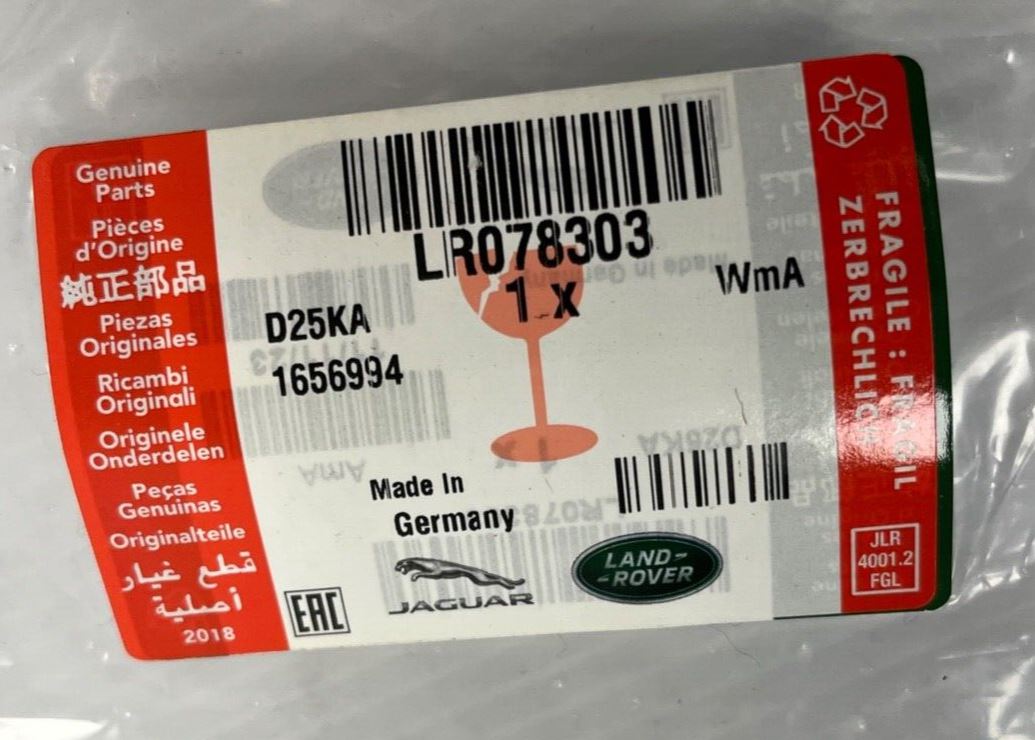 Genuine
Parts
Pièces
d'Origine
純正部品
Piezas
Originales
Ricambi
Originali
Originele
Onderdelen
Peças
Genuinas
Originalteile
قطع غيار
أصلية
2018
LR078303
1 x
WmA
D25KA
1656994
Made In
Germany
EAC
JAGUAR
LAND-
-ROVER
FRAGILE : FRAGIL
ZERBRECHLICH
JLR
4001.2
FGL